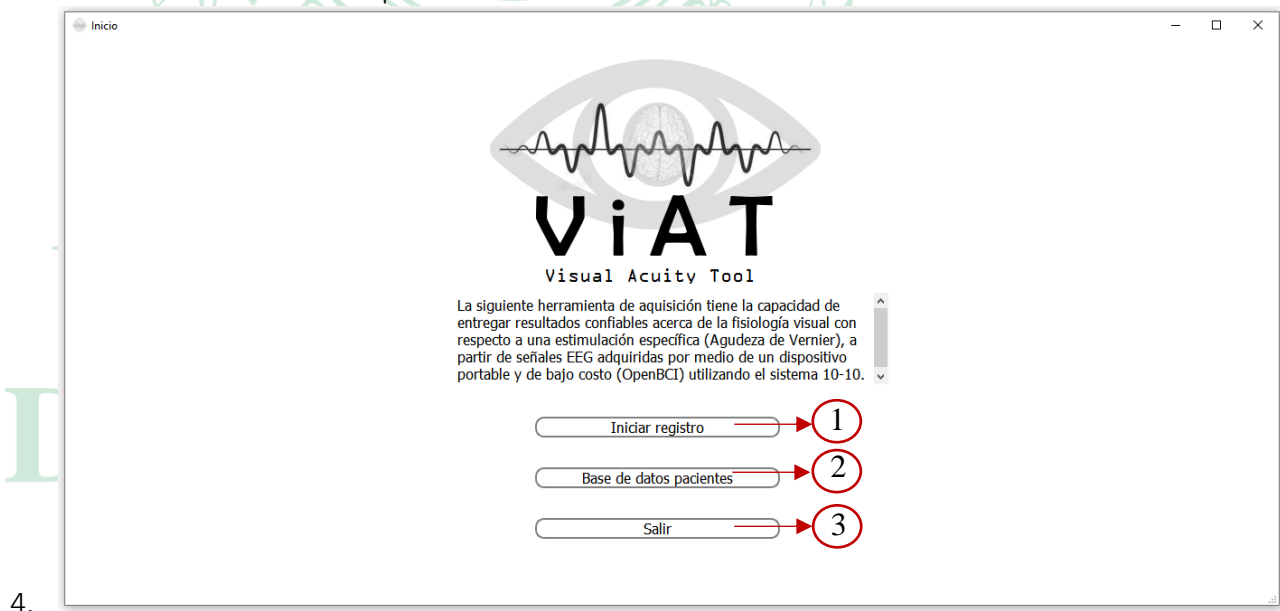 Inicio
ViAT
Visual Acuity Tool
La siguiente herramienta de aquisición tiene la capacidad de
entregar resultados confiables acerca de la fisiología visual con
respecto a una estimulación específica (Agudeza de Vernier), a
partir de señales EEG adquiridas por medio de un dispositivo
portable y de bajo costo (OpenBCI) utilizando el sistema 10-10.
Iniciar registro 1
Base de datos pacientes 2
Salir 3
4.